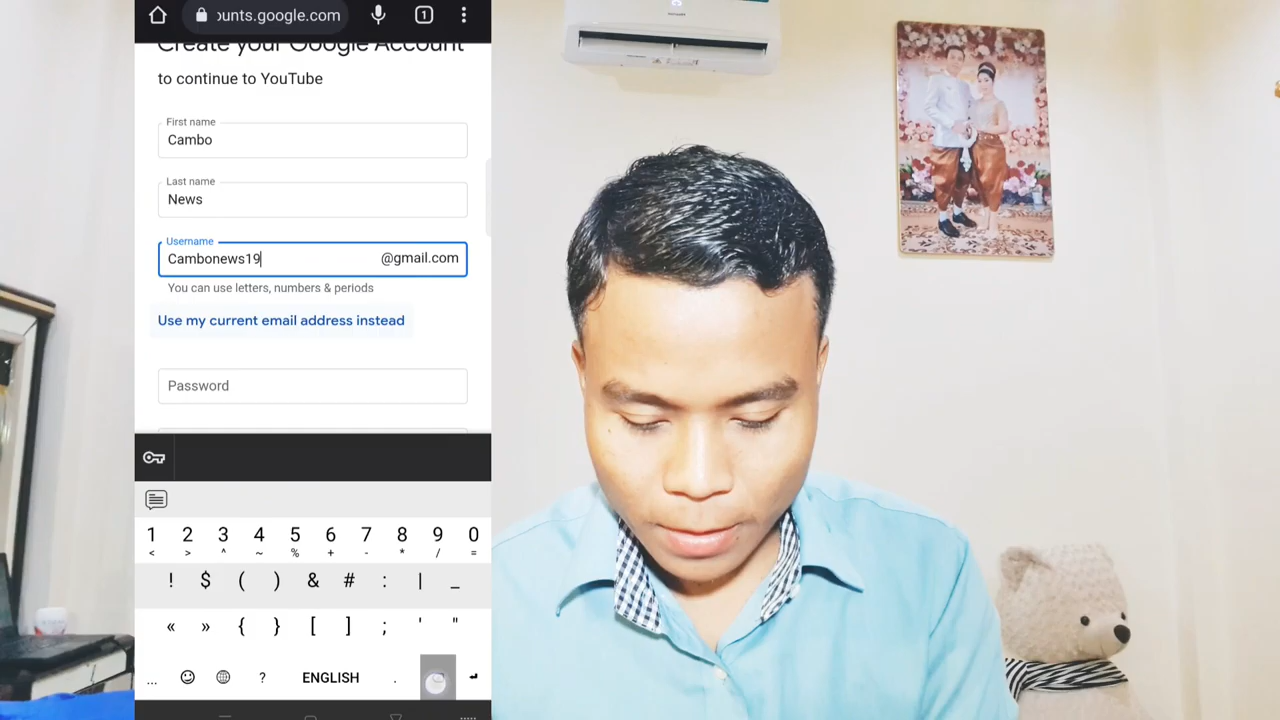 ounts.google.com
1
Create your Google Account
to continue to YouTube
First name
Cambo
Last name
News
Username
Cambonews19
@gmail.com
You can use letters, numbers & periods
Use my current email address instead
Password
1 2 3 4 5 6 7 8 9 0
< > ^ ~ % + - * / =
! $ ( ) & # : | _
« » { } [ ] ; ' "
... ? ENGLISH .